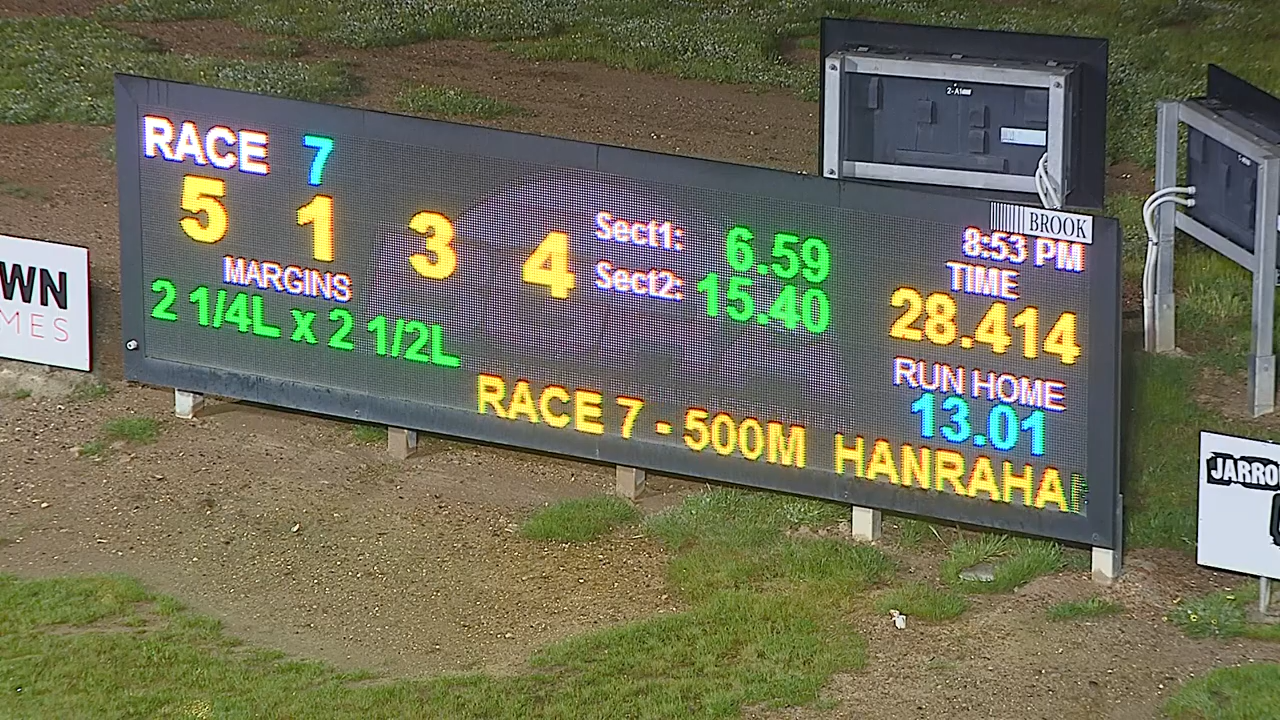 RACE 7
5 1 3 4
MARGINS
2 1/4L x 2 1/2L
Sect1: 6.59
Sect2: 15.40
BROOK
8:53 PM
TIME
28.414
RUN HOME
13.01
RACE 7 - 500M HANRAHA
WN
MES
JARRO